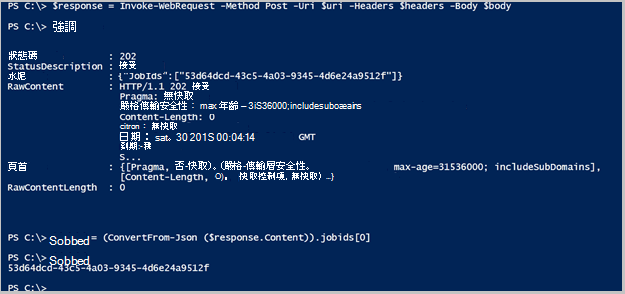 PS C:\> $response = Invoke-WebRequest -Method Post -Uri $uri -Headers $headers -Body $body
PS C:\> 強調
狀態碼 : 202
StatusDescription : 接受
水泥 : {"JobIds":["53d64dcd-43c5-4a03-9345-4d6e24a9512f"]}
RawContent : HTTP/1.1 202 接受
Pragma: 無快取
嚴格傳輸安全性： max 年齡 – 3iS36000;includesuboaeæins
Content-Length: 0
citron： 無快取
日期： sat。 30 201S 00:04:14 GMT
到期-種
S...
頁首 : {[Pragma, 否-快取)。(嚴格-傳輸層安全性。 max-age=31536000; includeSubDomains],
[Content-Length, 0)。 快取控制項, 無快取) …}
RawContentLength : 0
PS C:\> Sobbed = (ConvertFrom-Json ($response.Content)).jobids[0]
PS C:\> Sobbed
53d64dcd-43c5-4a03-9345-4d6e24a9512f
PS C:\>